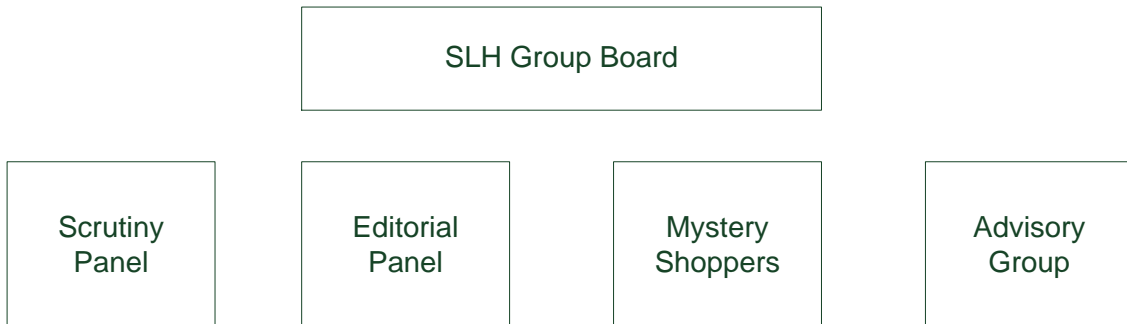 SLH Group Board
Scrutiny
Panel
Editorial
Panel
Mystery
Shoppers
Advisory
Group